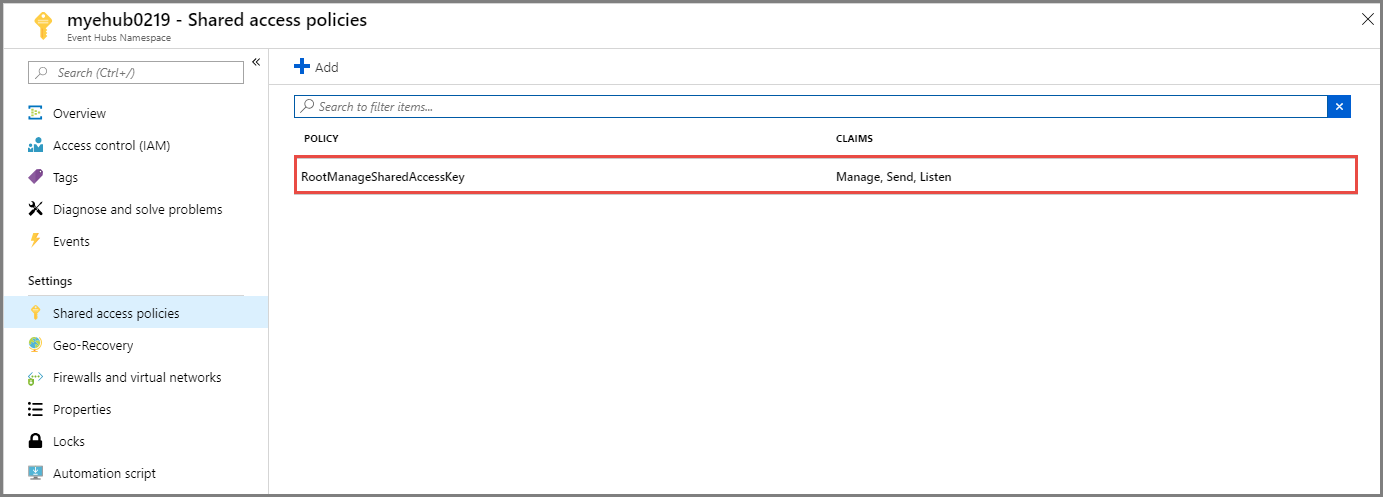 myehub0219 - Shared access policies
Event Hubs Namespace
Search (Ctrl+/)
Overview
Access control (IAM)
Tags
Diagnose and solve problems
Events
Settings
Shared access policies
Geo-Recovery
Firewalls and virtual networks
Properties
Locks
Automation script
Add
Search to filter items...
POLICY CLAIMS
RootManageSharedAccessKey Manage, Send, Listen